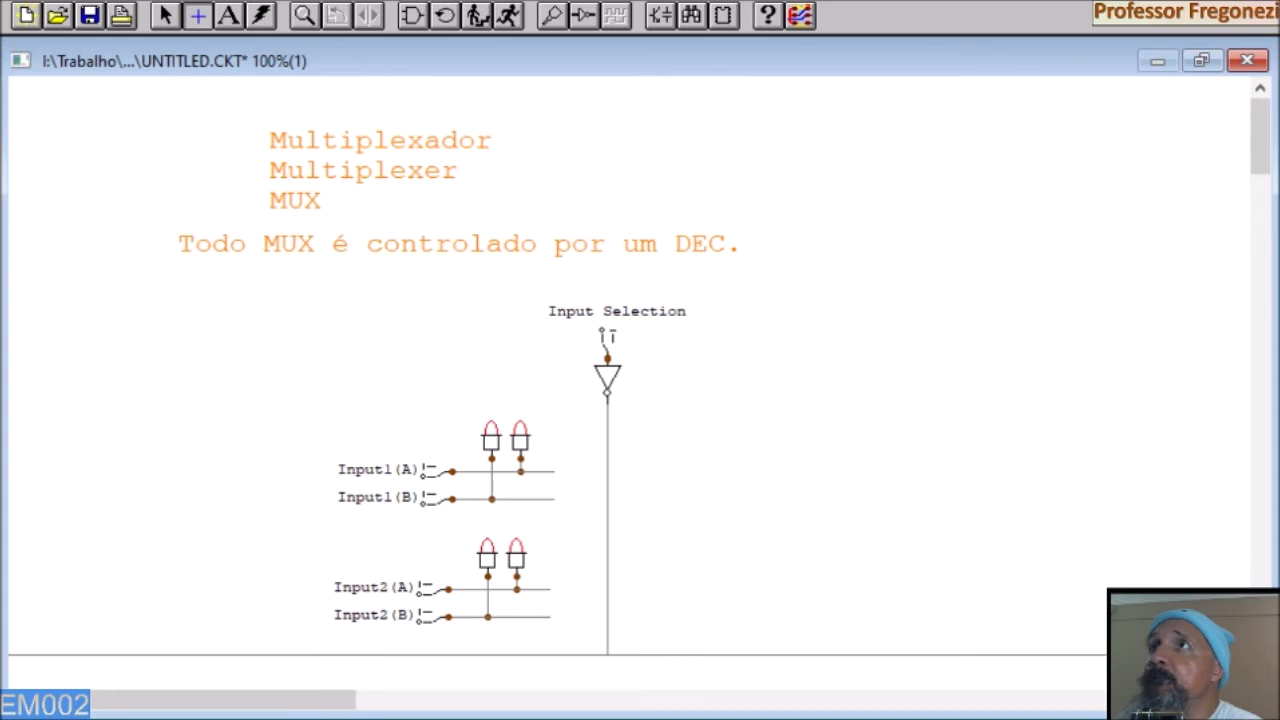 Professor Fregonezi
I:\Trabalho\...\UNTITLED.CKT* 100%(1)
Multiplexador
Multiplexer
MUX
Todo MUX é controlado por um DEC.
Input Selection
Input1(A)
Input1(B)
Input2(A)
Input2(B)
EM002